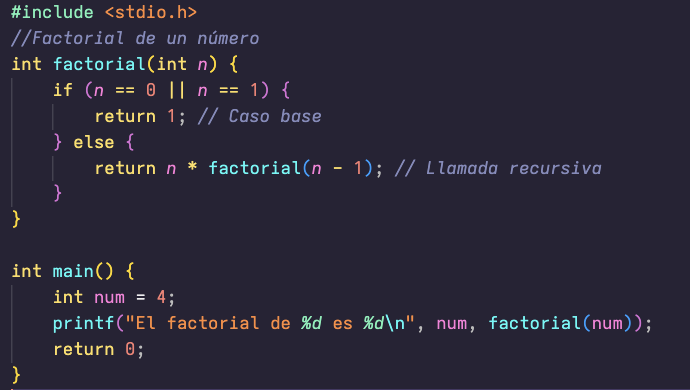 #include <stdio.h>
//Factorial de un número
int factorial(int n) {
    if (n == 0 || n == 1) {
        return 1; // Caso base
    } else {
        return n * factorial(n - 1); // Llamada recursiva
    }
}

int main() {
    int num = 4;
    printf("El factorial de %d es %d\n", num, factorial(num));
    return 0;
}